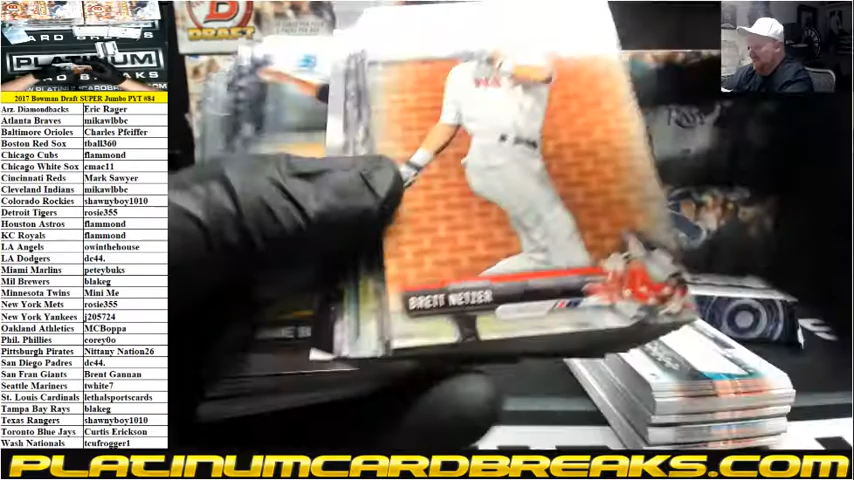 DRAFT
PLATINUM
2017 Bowman Draft SUPER Jumbo PYT #84
Arz. Diamondbacks Eric Rager
Atlanta Braves mikawlbbc
Baltimore Orioles Charles Pfeiffer
Boston Red Sox tball360
Chicago Cubs flammond
Chicago White Sox cmac11
Cincinnati Reds Mark Sawyer
Cleveland Indians mikawlbbc
Colorado Rockies shawnyboy1010
Detroit Tigers rosie355
Houston Astros flammond
KC Royals flammond
LA Angels owinthehouse
LA Dodgers dc44.
Miami Marlins peteybuks
Mil Brewers blakeg
Minnesota Twins Mini Me
New York Mets rosie355
New York Yankees j205724
Oakland Athletics MCBoppa
Phil. Phillies corey0o
Pittsburgh Pirates Nittany Nation26
San Diego Padres dc44.
San Fran Giants Brent Gannan
Seattle Mariners twhite7
St. Louis Cardinals lethalsportscards
Tampa Bay Rays blakeg
Texas Rangers shawnyboy1010
Toronto Blue Jays Curtis Erickson
Wash Nationals tcufrogger1
BRETT NETZER
PLATINUMCARDBREAKS.COM